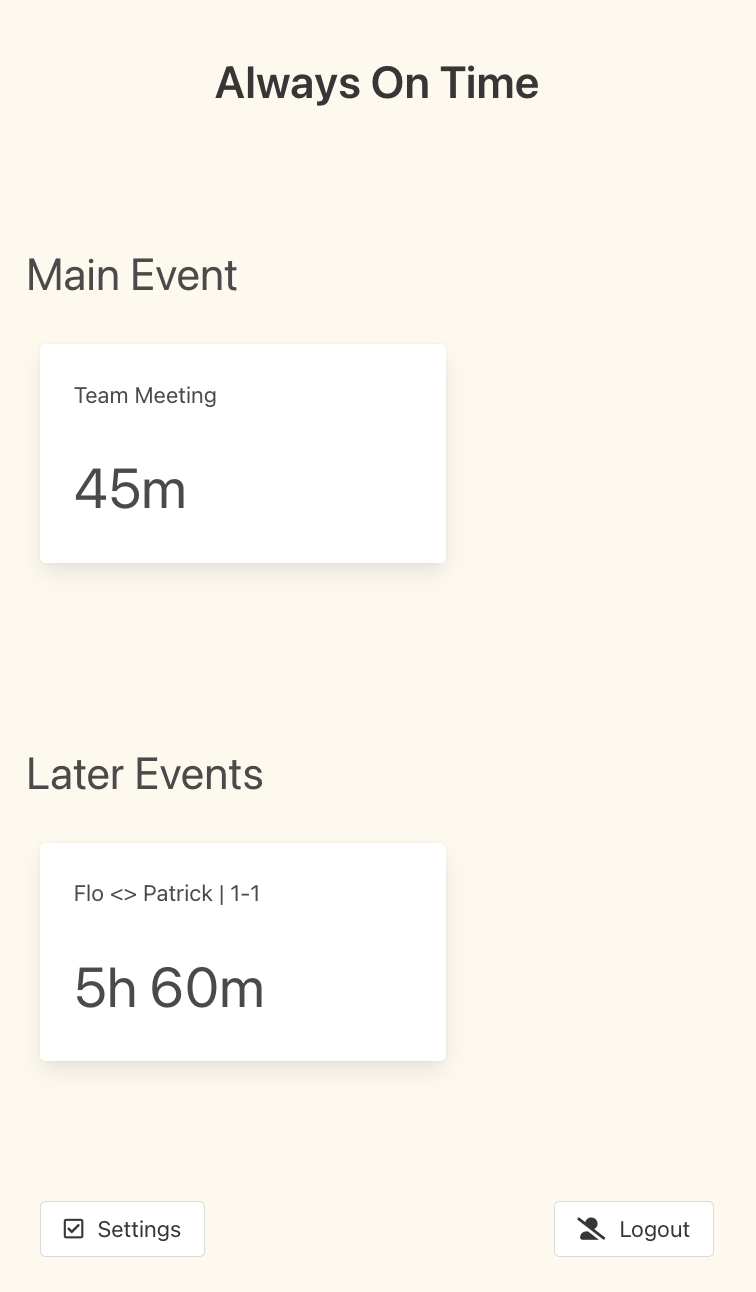 Always On Time
Main Event
Team Meeting
45m
Later Events
Flo <> Patrick | 1-1
5h 60m
Settings
Logout